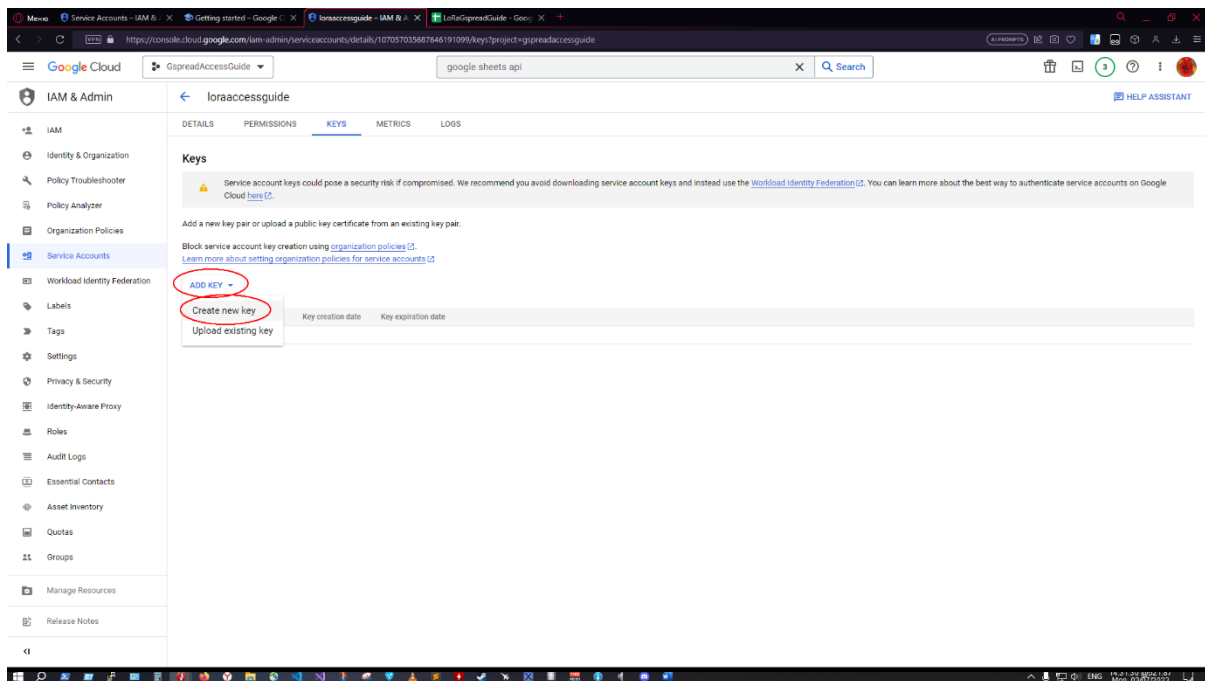 Меню
Service Accounts – IAM & A
Getting started – Google C
loraaccessguide – IAM & A
LoReGspreadGuide - Goog
VPN
https://console.cloud.google.com/iam-admin/serviceaccounts/details/107057035687646191099/keys?project=gspreadaccessguide
AI PROMPTS
Google Cloud
GspreadAccessGuide
google sheets api
Search
3
IAM & Admin
loraaccessguide
HELP ASSISTANT
DETAILS PERMISSIONS KEYS METRICS LOGS
IAM
Identity & Organization
Policy Troubleshooter
Policy Analyzer
Organization Policies
Service Accounts
Workload Identity Federation
Labels
Tags
Settings
Privacy & Security
Identity-Aware Proxy
Roles
Audit Logs
Essential Contacts
Asset Inventory
Quotas
Groups
Manage Resources
Release Notes
Keys
Service account keys could pose a security risk if compromised. We recommend you avoid downloading service account keys and instead use the Workload Identity Federation. You can learn more about the best way to authenticate service accounts on Google
Cloud here.
Add a new key pair or upload a public key certificate from an existing key pair.
Block service account key creation using organization policies.
Learn more about setting organization policies for service accounts
ADD KEY
Create new key
Upload existing key
Key creation date Key expiration date
ENG